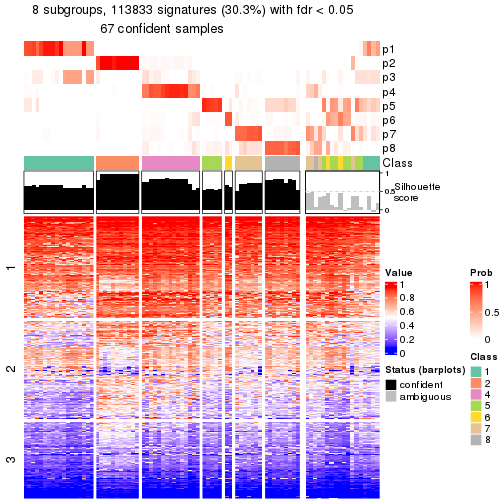 8 subgroups, 113833 signatures (30.3%) with fdr < 0.05
67 confident samples
p1
p2
p3
p4
p5
p6
p7
p8
Class
1
0.5
0
Silhouette
score
1
2
3
Value
1
0.8
0.6
0.4
0.2
0
Status (barplots)
confident
ambiguous
Prob
1
0.5
0
Class
1
2
4
5
6
7
8